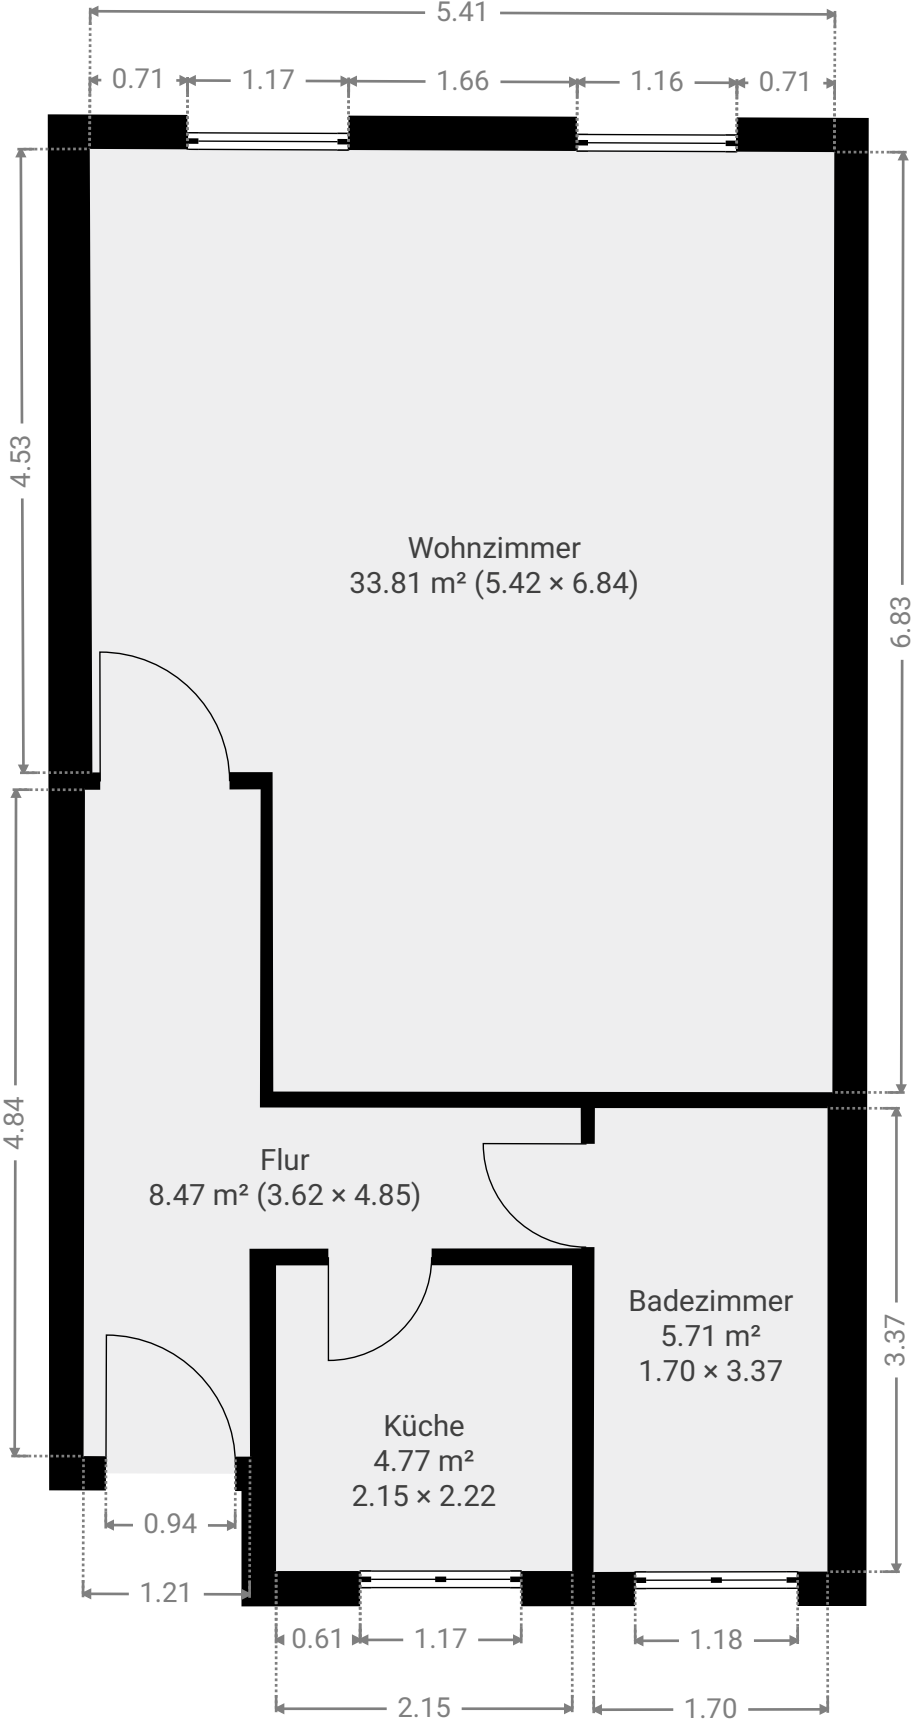 5.41
0.71 1.17 1.66 1.16 0.71
4.53
Wohnzimmer
33.81 m² (5.42 × 6.84)
6.83
4.84
Flur
8.47 m² (3.62 × 4.85)
Badezimmer
5.71 m²
1.70 × 3.37
3.37
Küche
4.77 m²
2.15 × 2.22
0.94
1.21
0.61 1.17 1.18
2.15 1.70